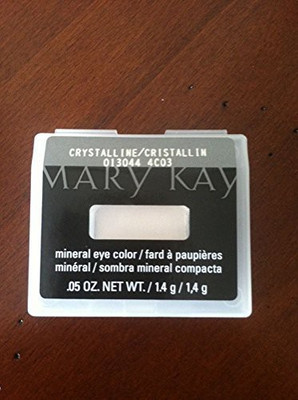 CRYSTALLINE/CRISTALLIN
013044 4C03
MARY KAY
mineral eye color / fard à paupières
minéral / sombra mineral compacta
.05 OZ. NET WT. / 1.4 g / 1,4 g